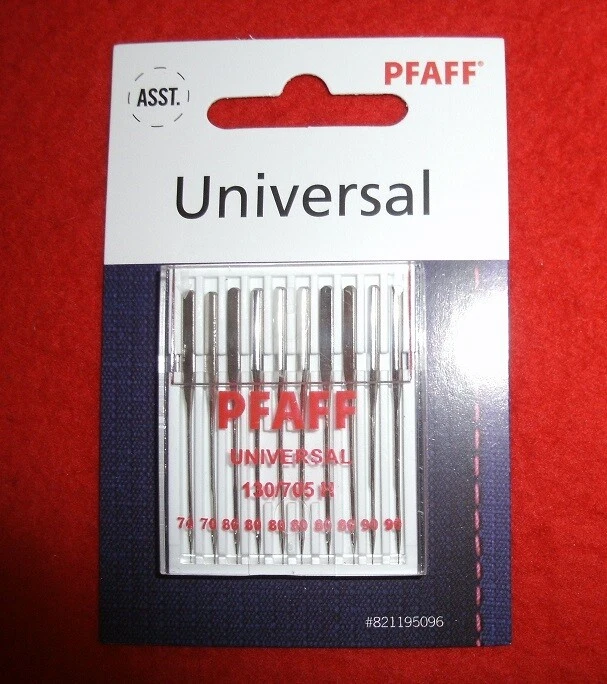 ASST.
PFAFF®
Universal
PFAFF
UNIVERSAL
130/705 H
70 70 80 80 80 80 80 80 90 90
#821195096